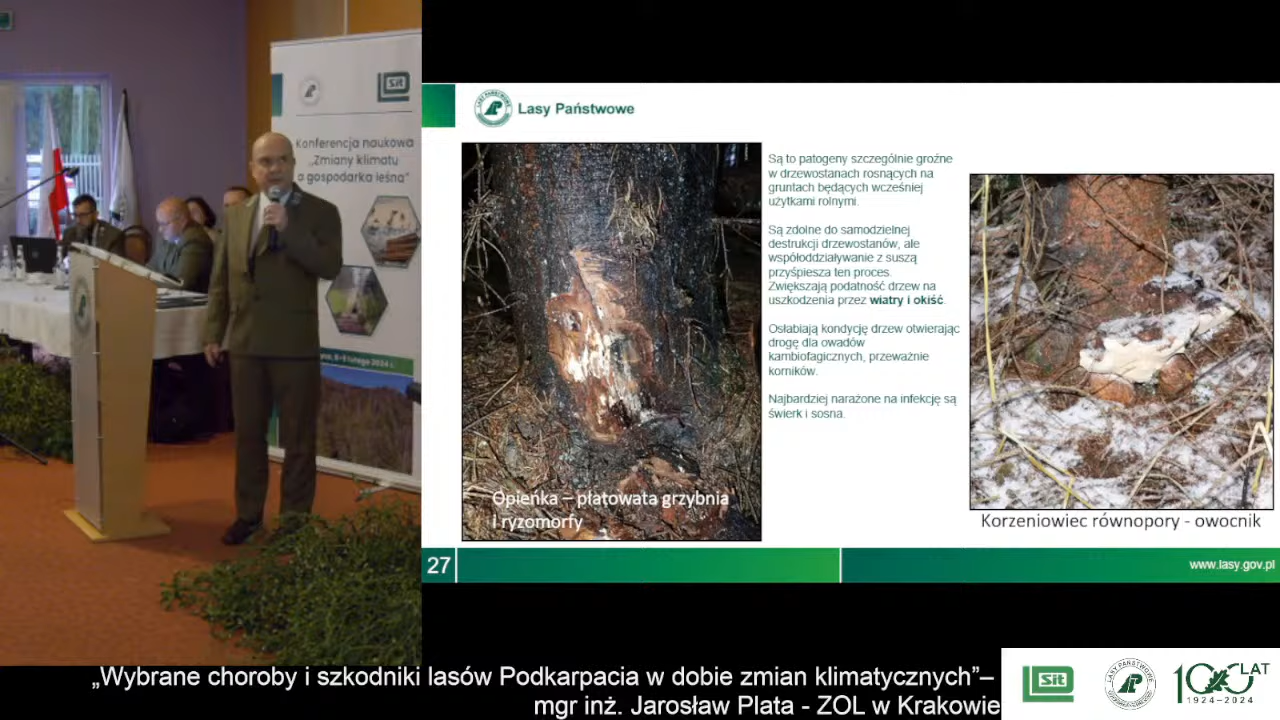 Sit
Konferencja naukowa
„Zmiany klimatu
a gospodarka leśna”
Lasy Państwowe
Są to patogeny szczególnie groźne
w drzewostanach rosnących na
gruntach będących wcześniej
użytkami rolnymi.
Są zdolne do samodzielnej
destrukcji drzewostanów, ale
współoddziaływanie z suszą
przyśpiesza ten proces.
Zwiększają podatność drzew na
uszkodzenia przez wiatry i okiść.
Osłabiają kondycję drzew otwierając
drogę dla owadów
kambiofagicznych, przeważnie
korników.
Najbardziej narażone na infekcję są
świerk i sosna.
Opieńka – płatowata grzybnia
i ryzomorfy
Korzeniowiec równopory - owocnik
27
www.lasy.gov.pl
„Wybrane choroby i szkodniki lasów Podkarpacia w dobie zmian klimatycznych”–
mgr inż. Jarosław Plata - ZOL w Krakowie
Sit
LASY PAŃSTWOWE
100 LAT
1924–2024